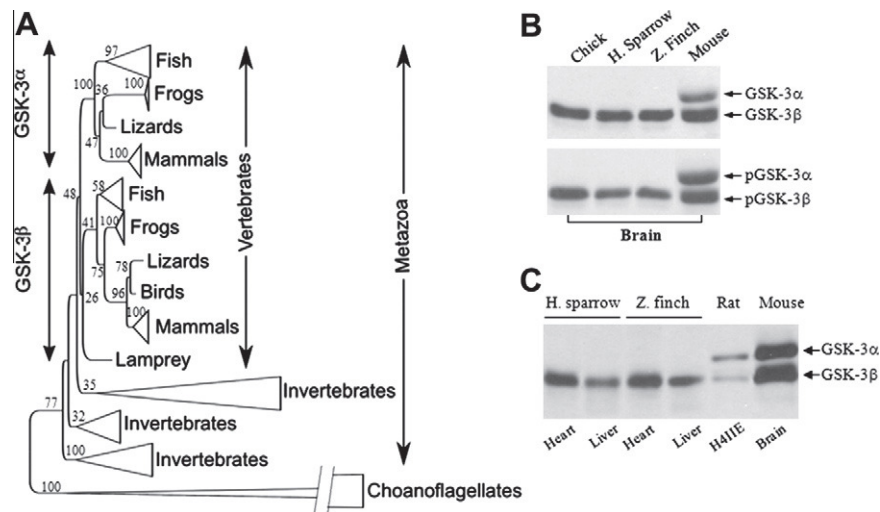 A
GSK-3α
GSK-3β
97
Fish
100
36
100
Frogs
Lizards
47
100
Mammals
48
58
Fish
41
100
Frogs
75
78
Lizards
96
Birds
100
Mammals
26
Lamprey
35
Invertebrates
77
32
Invertebrates
100
Invertebrates
100
Choanoflagellates
Vertebrates
Metazoa
B
Chick
H. Sparrow
Z. Finch
Mouse
GSK-3α
GSK-3β
pGSK-3α
pGSK-3β
Brain
C
H. sparrow Z. finch Rat Mouse
GSK-3α
GSK-3β
Heart Liver Heart Liver H4IIE Brain